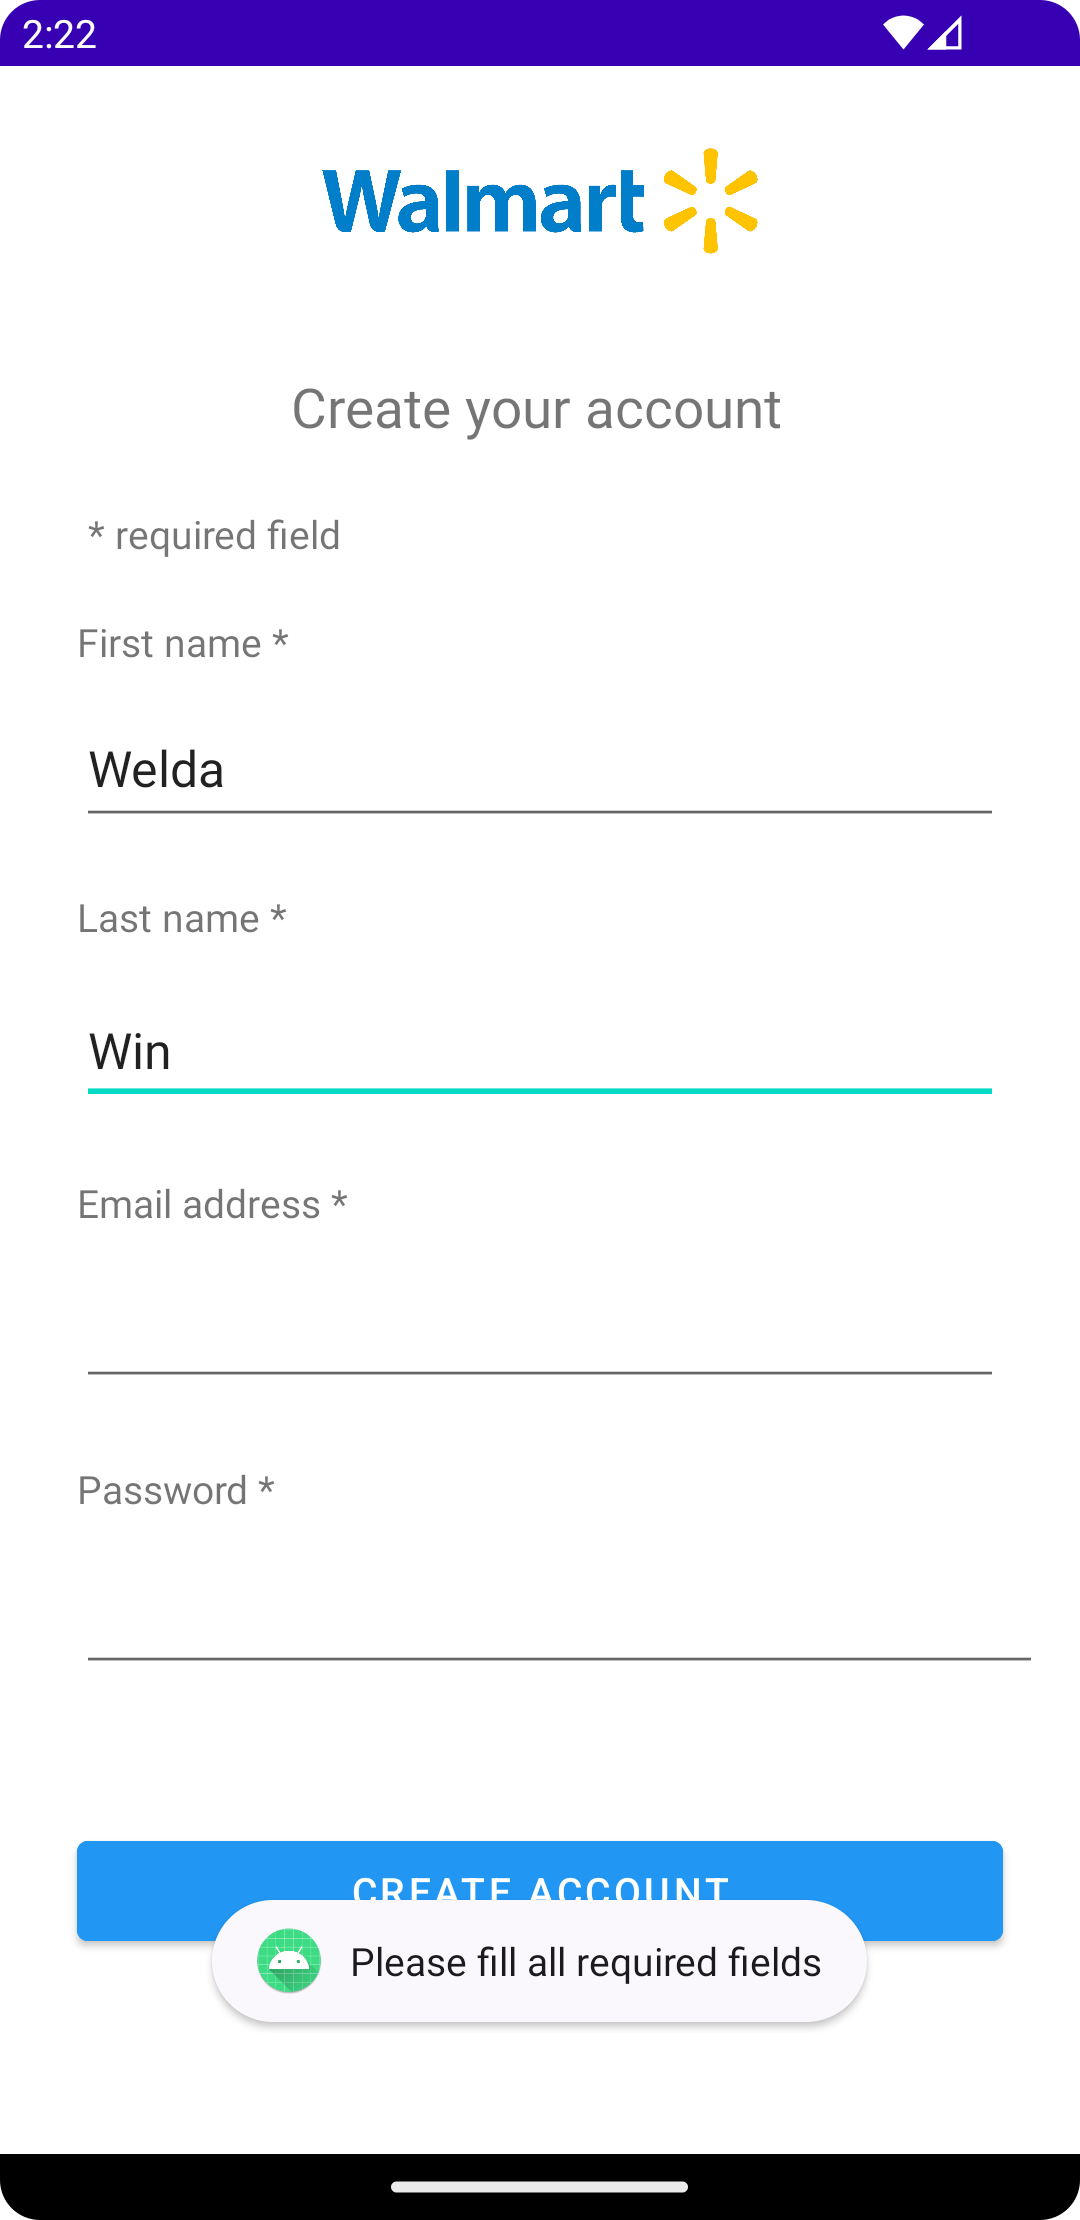 2:22
Walmart
Create your account
* required field
First name *
Welda
Last name *
Win
Email address *
Password *
CREATE ACCOUNT
Please fill all required fields